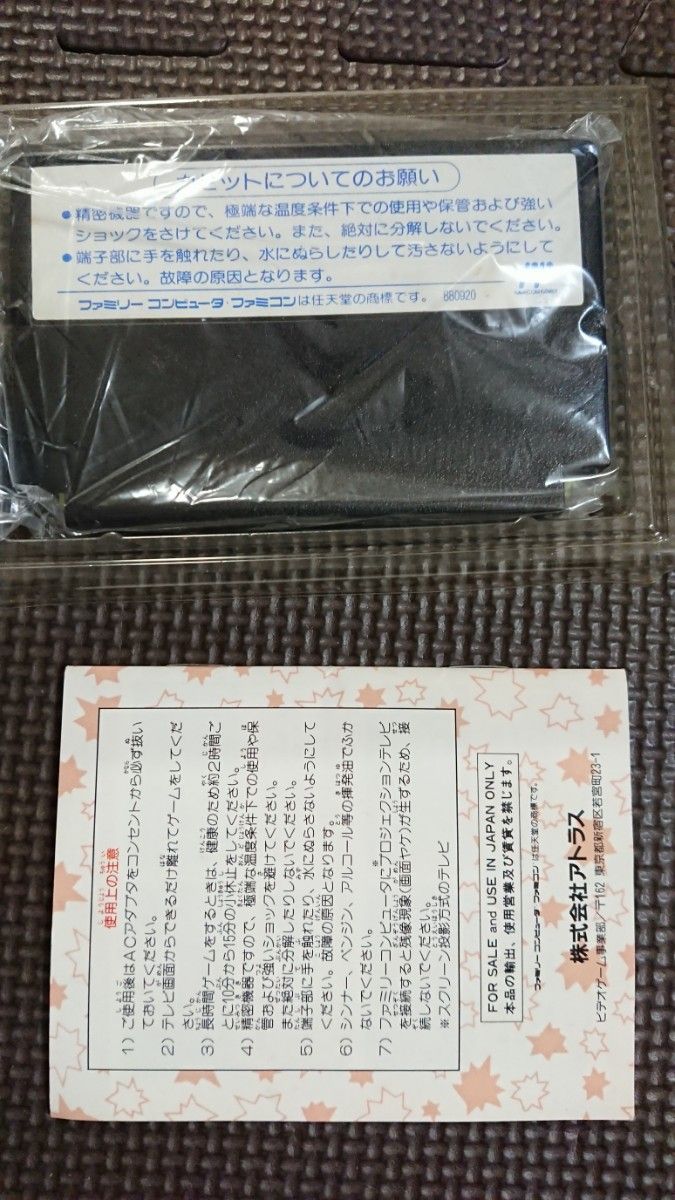 カセットについてのお願い
●精密機器ですので、極端な温度条件下での使用や保管および強い
ショックをさけてください。また、絶対に分解しないでください。
●端子部に手を触れたり、水にぬらしたりして汚さないようにして
ください。故障の原因となります。
ファミリー コンピュータ・ファミコンは任天堂の商標です。 880920
使用上の注意
1) ご使用後はACアダプタをコンセントから必ず抜い
ておいてください。
2) テレビ画面からできるだけ離れてゲームをしてくだ
さい。
3) 長時間ゲームをするときは、健康のため約2時間ご
とに10分から15分の小休止をしてください。
4) 精密機器ですので、極端な温度条件下での使用や保
管および強いショックを避けてください。
また絶対に分解したりしないでください。
5) 端子部に手を触れたり、水にぬらさないようにして
ください。故障の原因となります。
6) シンナー、ベンジン、アルコール等の揮発油でふか
ないでください。
7) ファミリーコンピュータにプロジェクションテレビ※
を接続すると残像現象(画面ヤケ)が生ずるため、接
続しないでください。
※スクリーン投影方式のテレビ
FOR SALE and USE IN JAPAN ONLY
本品の輸出、使用営業及び賃貸を禁じます。
ファミリーコンピュータ・ファミコンは任天堂の商標です。
株式会社アトラス
ビデオゲーム事業部/〒162 東京都新宿区若宮町23-1